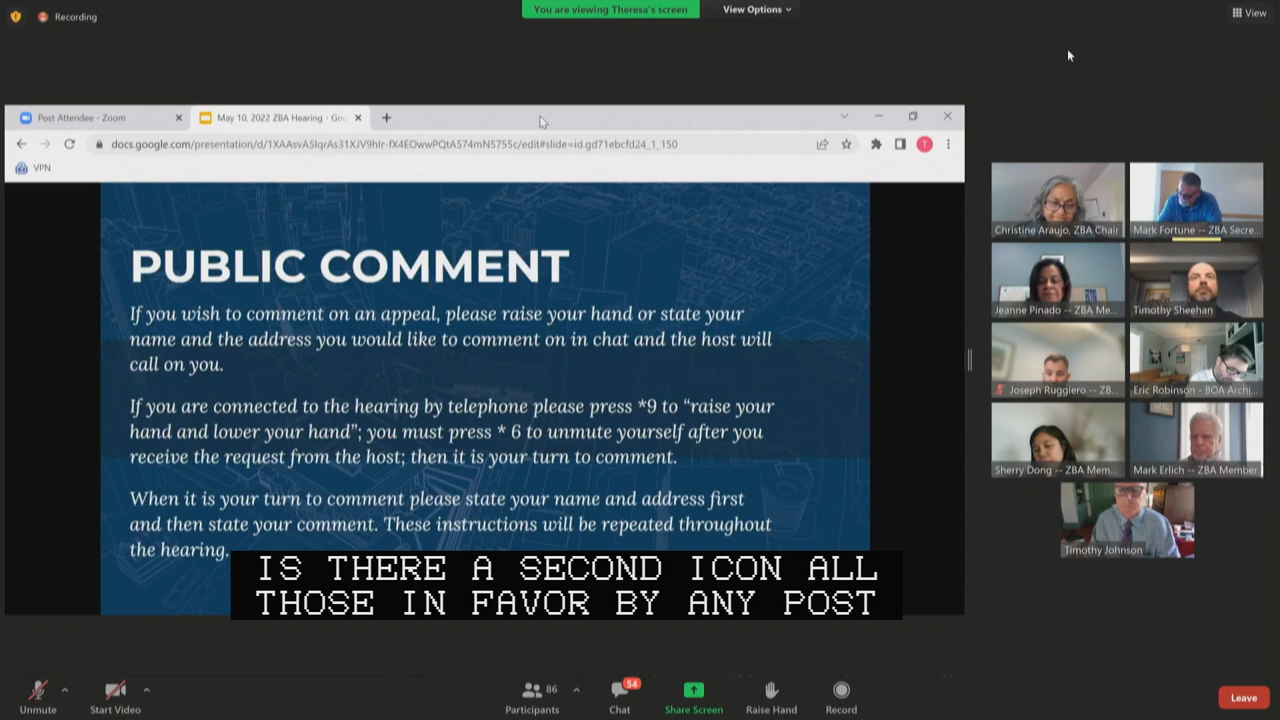 Recording
You are viewing Theresa's screen
View Options
View
Post Attendee - Zoom
May 10, 2022 ZBA Hearing - Goo
docs.google.com/presentation/d/1XAAsvA5lqrAs31XJV9hIr-fX4EOwwPQtA574mN5755c/edit#slide=id.gd71ebcfd24_1_150
T
VPN
PUBLIC COMMENT
If you wish to comment on an appeal, please raise your hand or state your
name and the address you would like to comment on in chat and the host will
call on you.
If you are connected to the hearing by telephone please press *9 to “raise your
hand and lower your hand”; you must press * 6 to unmute yourself after you
receive the request from the host; then it is your turn to comment.
When it is your turn to comment please state your name and address first
and then state your comment. These instructions will be repeated throughout
the hearing.
IS THERE A SECOND ICON ALL
THOSE IN FAVOR BY ANY POST
Christine Araujo, ZBA Chair
Mark Fortune -- ZBA Secre...
Jeanne Pinado -- ZBA Me...
Timothy Sheehan
Joseph Ruggiero -- ZB...
Eric Robinson - BOA Archi...
Sherry Dong -- ZBA Mem...
Mark Erlich -- ZBA Member
Timothy Johnson
Unmute
Start Video
86
Participants
54
Chat
Share Screen
Raise Hand
Record
Leave